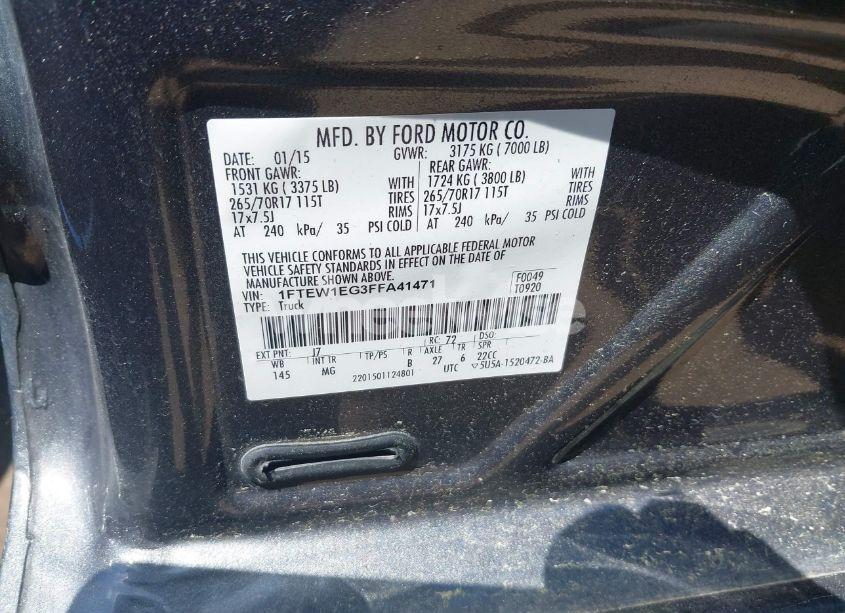 MFD. BY FORD MOTOR CO.
DATE: 01/15 GVWR: 3175 KG ( 7000 LB)
FRONT GAWR: REAR GAWR:
1531 KG ( 3375 LB) WITH 1724 KG ( 3800 LB) WITH
265/70R17 115T TIRES 265/70R17 115T TIRES
17x7.5J RIMS 17x7.5J RIMS
AT 240 kPa/ 35 PSI COLD AT 240 kPa/ 35 PSI COLD
THIS VEHICLE CONFORMS TO ALL APPLICABLE FEDERAL MOTOR
VEHICLE SAFETY STANDARDS IN EFFECT ON THE DATE OF
MANUFACTURE SHOWN ABOVE.
VIN: 1FTEW1EG3FFA41471 F0049
TYPE: Truck T0920
RC: 72 DSO:
EXT PNT: J7 TP/PS R AXLE TR SPR
WB INT TR B 27 6 22CC
145 MG 2201501124801 UTC ▽5U5A-1520472-BA